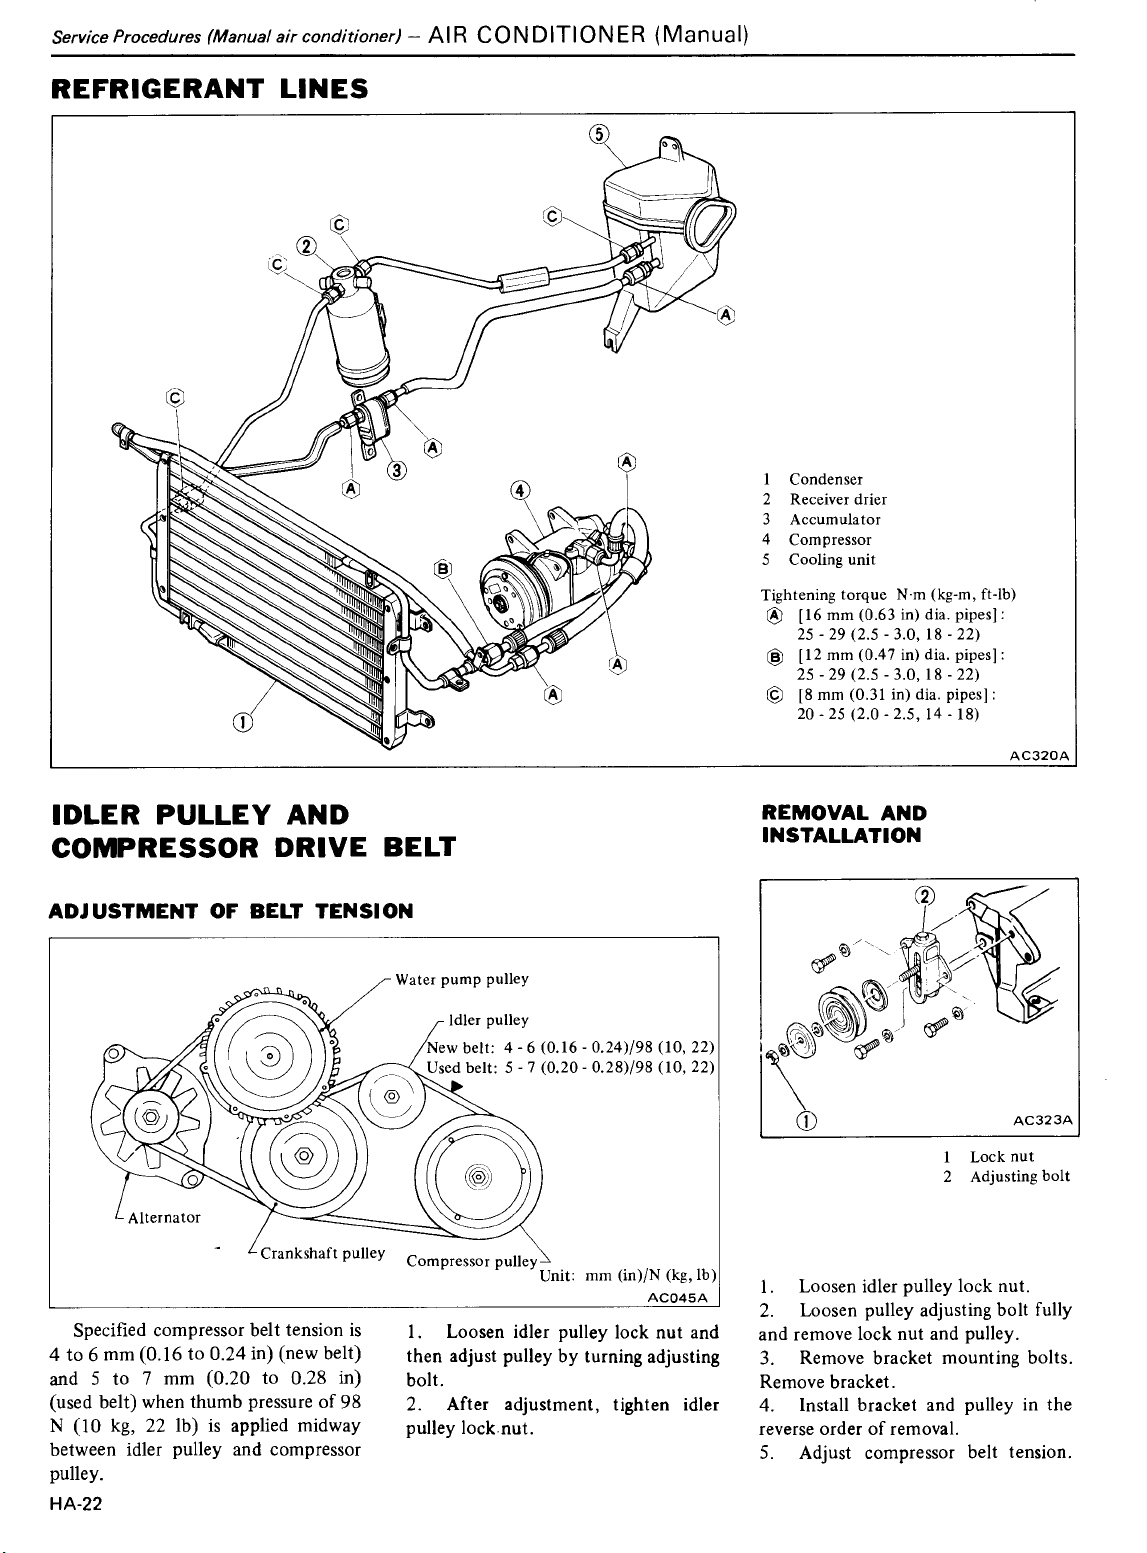 Service Procedures (Manual air conditioner) – AIR CONDITIONER (Manual)
REFRIGERANT LINES
5
C
C
2
C
A
C
A
3
A
A
4
B
A
A
1
1 Condenser
2 Receiver drier
3 Accumulator
4 Compressor
5 Cooling unit
Tightening torque N·m (kg-m, ft-lb)
A [16 mm (0.63 in) dia. pipes] :
25 - 29 (2.5 - 3.0, 18 - 22)
B [12 mm (0.47 in) dia. pipes] :
25 - 29 (2.5 - 3.0, 18 - 22)
C [8 mm (0.31 in) dia. pipes] :
20 - 25 (2.0 - 2.5, 14 - 18)
AC320A
IDLER PULLEY AND
COMPRESSOR DRIVE BELT
ADJUSTMENT OF BELT TENSION
Water pump pulley
Idler pulley
New belt: 4 - 6 (0.16 - 0.24)/98 (10, 22)
Used belt: 5 - 7 (0.20 - 0.28)/98 (10, 22)
Alternator
Crankshaft pulley
Compressor pulley
Unit: mm (in)/N (kg, lb)
AC045A
Specified compressor belt tension is
4 to 6 mm (0.16 to 0.24 in) (new belt)
and 5 to 7 mm (0.20 to 0.28 in)
(used belt) when thumb pressure of 98
N (10 kg, 22 lb) is applied midway
between idler pulley and compressor
pulley.
1. Loosen idler pulley lock nut and
then adjust pulley by turning adjusting
bolt.
2. After adjustment, tighten idler
pulley lock nut.
REMOVAL AND
INSTALLATION
2
1
AC323A
1 Lock nut
2 Adjusting bolt
1. Loosen idler pulley lock nut.
2. Loosen pulley adjusting bolt fully
and remove lock nut and pulley.
3. Remove bracket mounting bolts.
Remove bracket.
4. Install bracket and pulley in the
reverse order of removal.
5. Adjust compressor belt tension.
HA-22